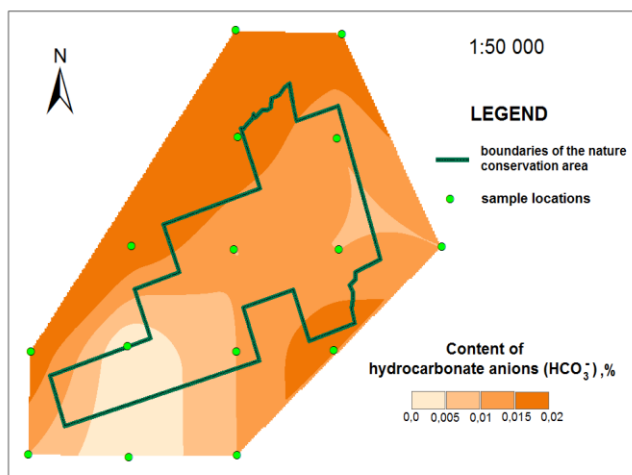 N
1:50 000
LEGEND
boundaries of the nature
conservation area
sample locations
Content of
hydrocarbonate anions (HCO₃⁻) ,%
0,0 0,005 0,01 0,015 0,02